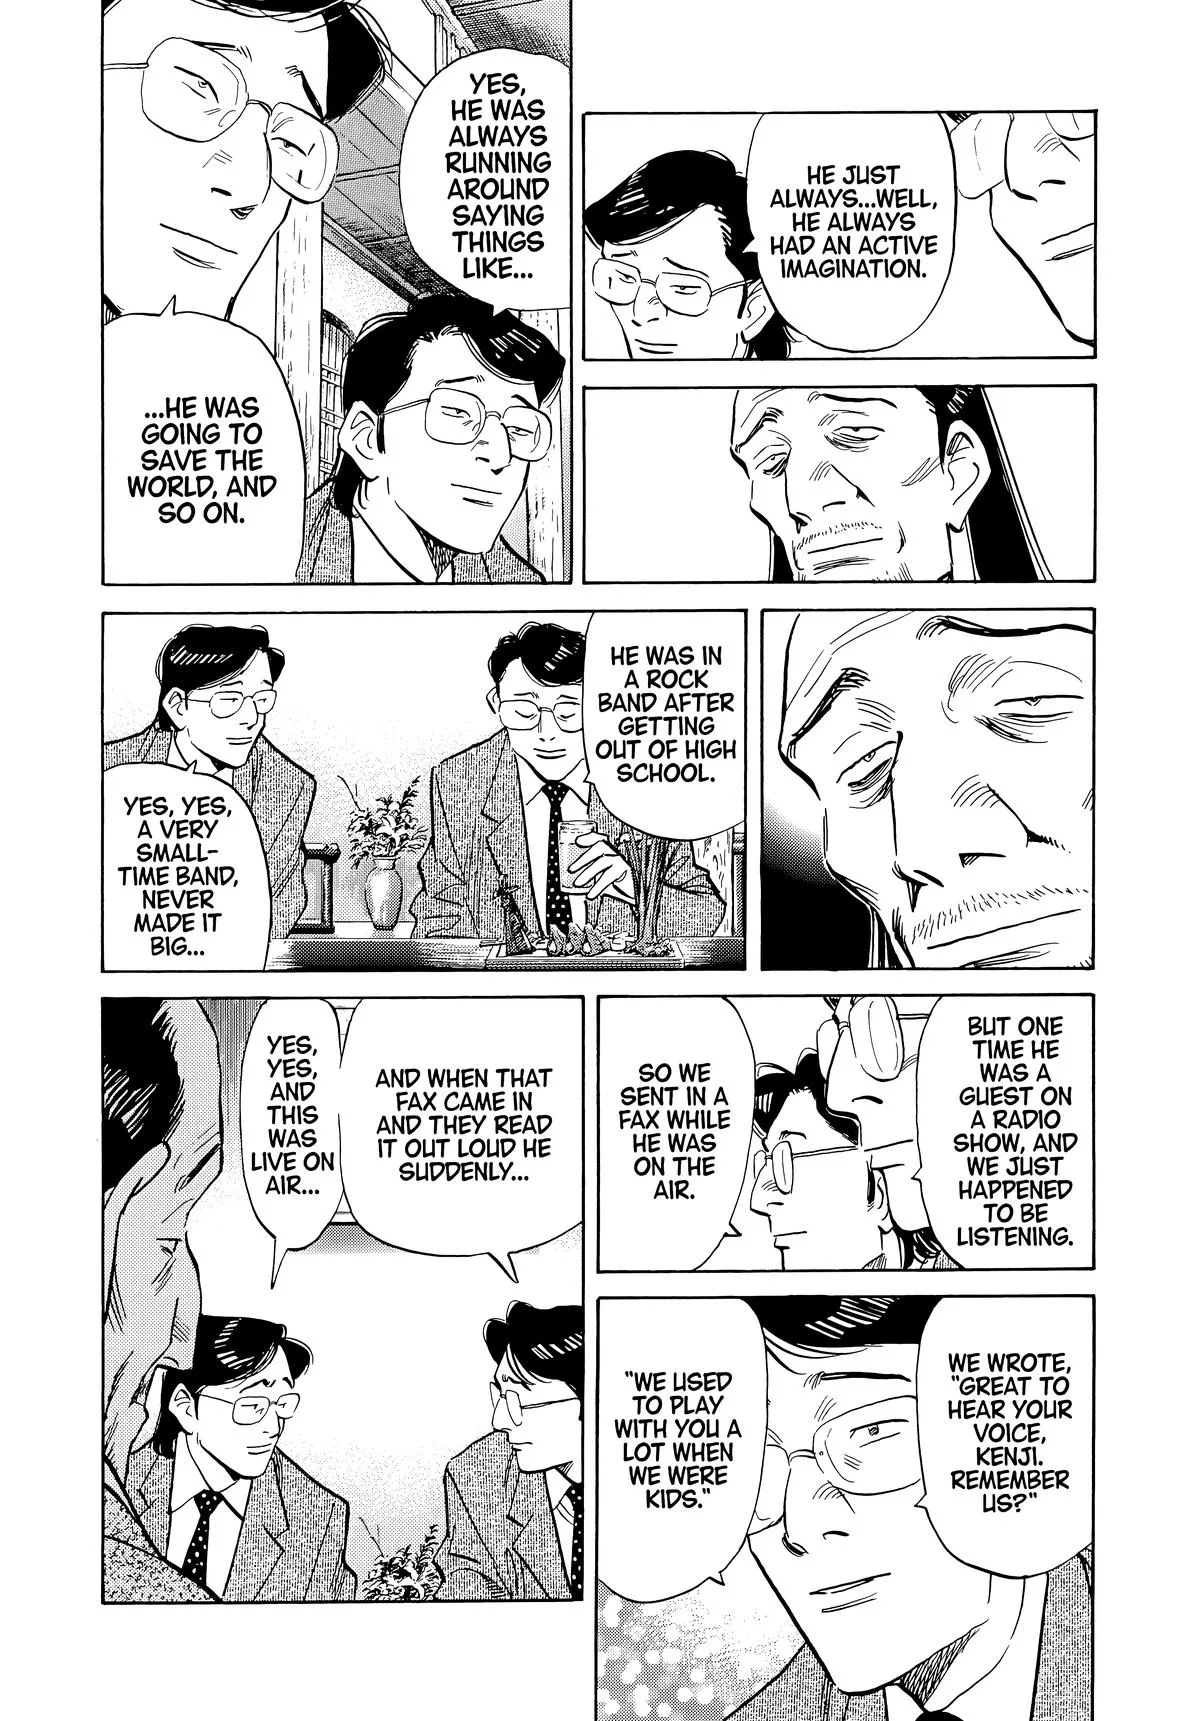 HE JUST
ALWAYS...WELL,
HE ALWAYS
HAD AN ACTIVE
IMAGINATION.
YES,
HE WAS
ALWAYS
RUNNING
AROUND
SAYING
THINGS
LIKE...
...HE WAS
GOING TO
SAVE THE
WORLD, AND
SO ON.
HE WAS IN
A ROCK
BAND AFTER
GETTING
OUT OF HIGH
SCHOOL.
YES, YES,
A VERY
SMALL-
TIME BAND,
NEVER
MADE IT
BIG...
BUT ONE
TIME HE
WAS A
GUEST ON
A RADIO
SHOW, AND
WE JUST
HAPPENED
TO BE
LISTENING.
SO WE
SENT IN A
FAX WHILE
HE WAS
ON THE
AIR.
WE WROTE,
"GREAT TO
HEAR YOUR
VOICE,
KENJI.
REMEMBER
US?"
"WE USED
TO PLAY
WITH YOU A
LOT WHEN
WE WERE
KIDS."
AND WHEN THAT
FAX CAME IN
AND THEY READ
IT OUT LOUD HE
SUDDENLY...
YES,
YES,
AND
THIS
WAS
LIVE ON
AIR...